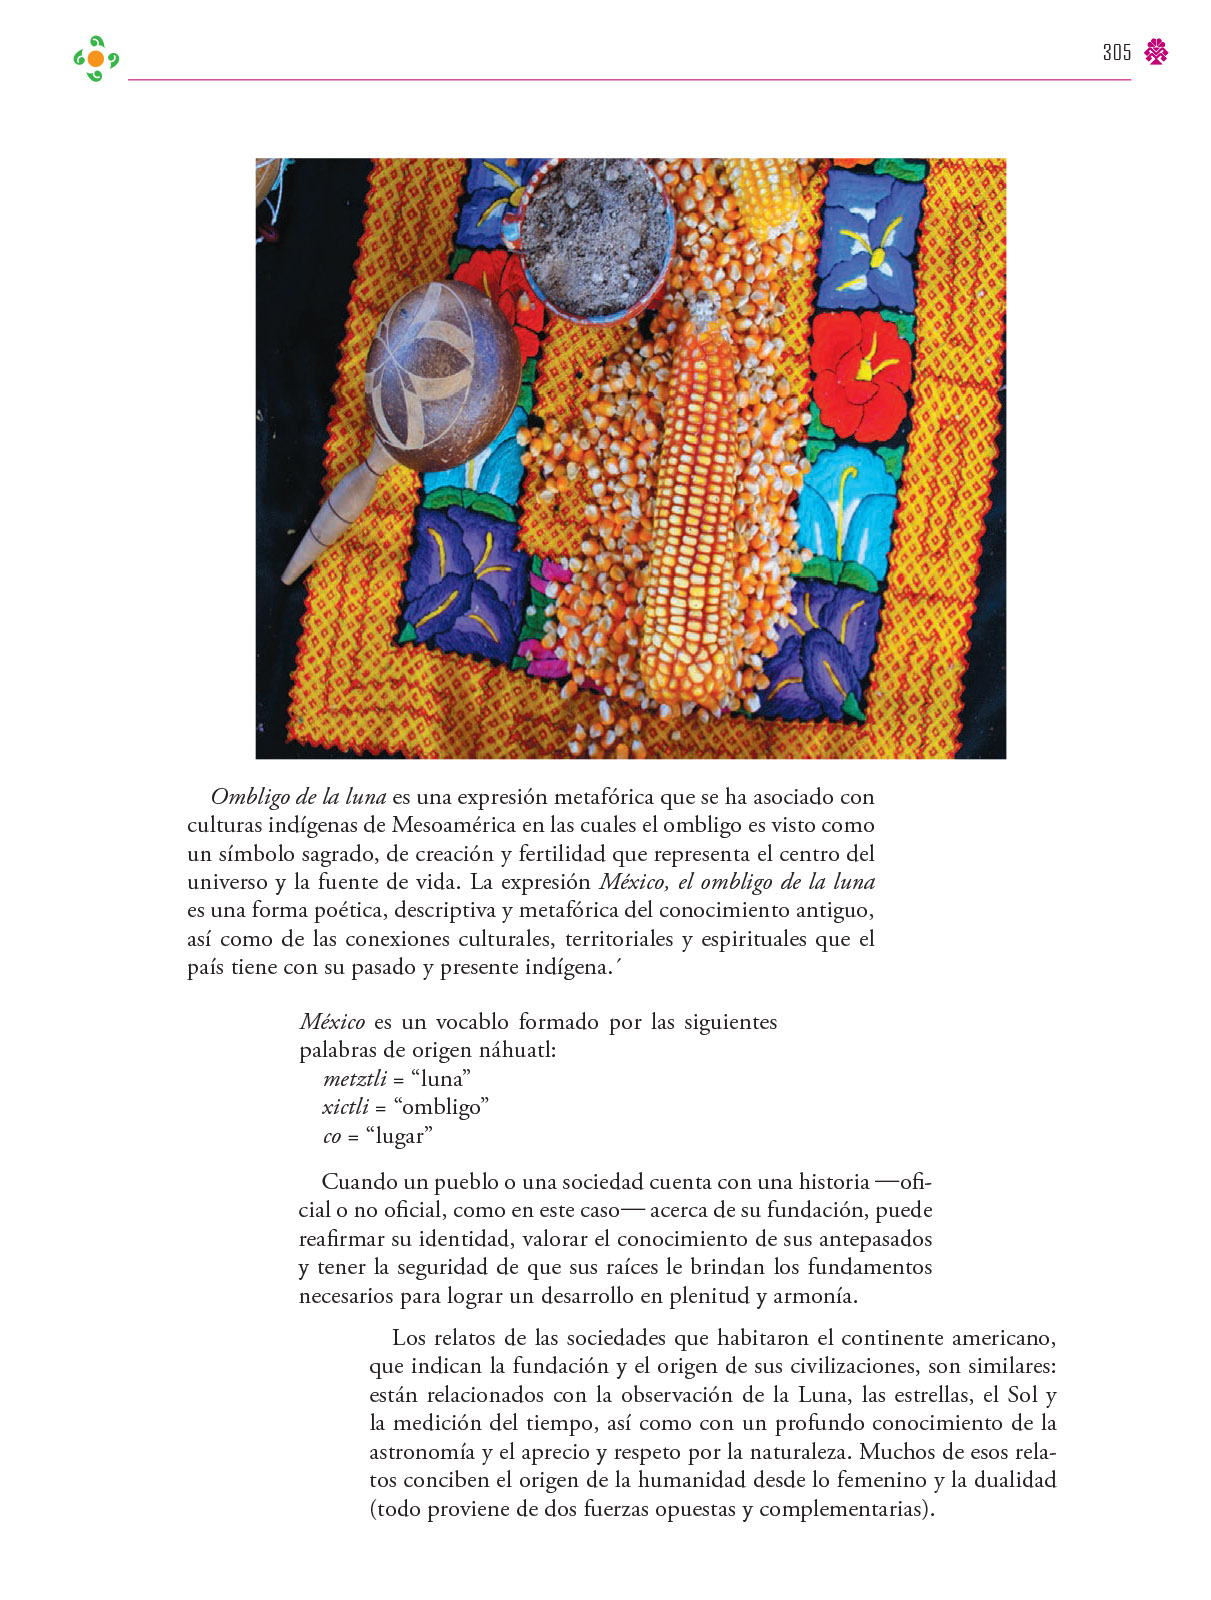 305
Ombligo de la luna es una expresión metafórica que se ha asociado con
culturas indígenas de Mesoamérica en las cuales el ombligo es visto como
un símbolo sagrado, de creación y fertilidad que representa el centro del
universo y la fuente de vida. La expresión México, el ombligo de la luna
es una forma poética, descriptiva y metafórica del conocimiento antiguo,
así como de las conexiones culturales, territoriales y espirituales que el
país tiene con su pasado y presente indígena.´
México es un vocablo formado por las siguientes
palabras de origen náhuatl:
metztli = “luna”
xictli = “ombligo”
co = “lugar”
Cuando un pueblo o una sociedad cuenta con una historia —ofi-
cial o no oficial, como en este caso— acerca de su fundación, puede
reafirmar su identidad, valorar el conocimiento de sus antepasados
y tener la seguridad de que sus raíces le brindan los fundamentos
necesarios para lograr un desarrollo en plenitud y armonía.
Los relatos de las sociedades que habitaron el continente americano,
que indican la fundación y el origen de sus civilizaciones, son similares:
están relacionados con la observación de la Luna, las estrellas, el Sol y
la medición del tiempo, así como con un profundo conocimiento de la
astronomía y el aprecio y respeto por la naturaleza. Muchos de esos rela-
tos conciben el origen de la humanidad desde lo femenino y la dualidad
(todo proviene de dos fuerzas opuestas y complementarias).